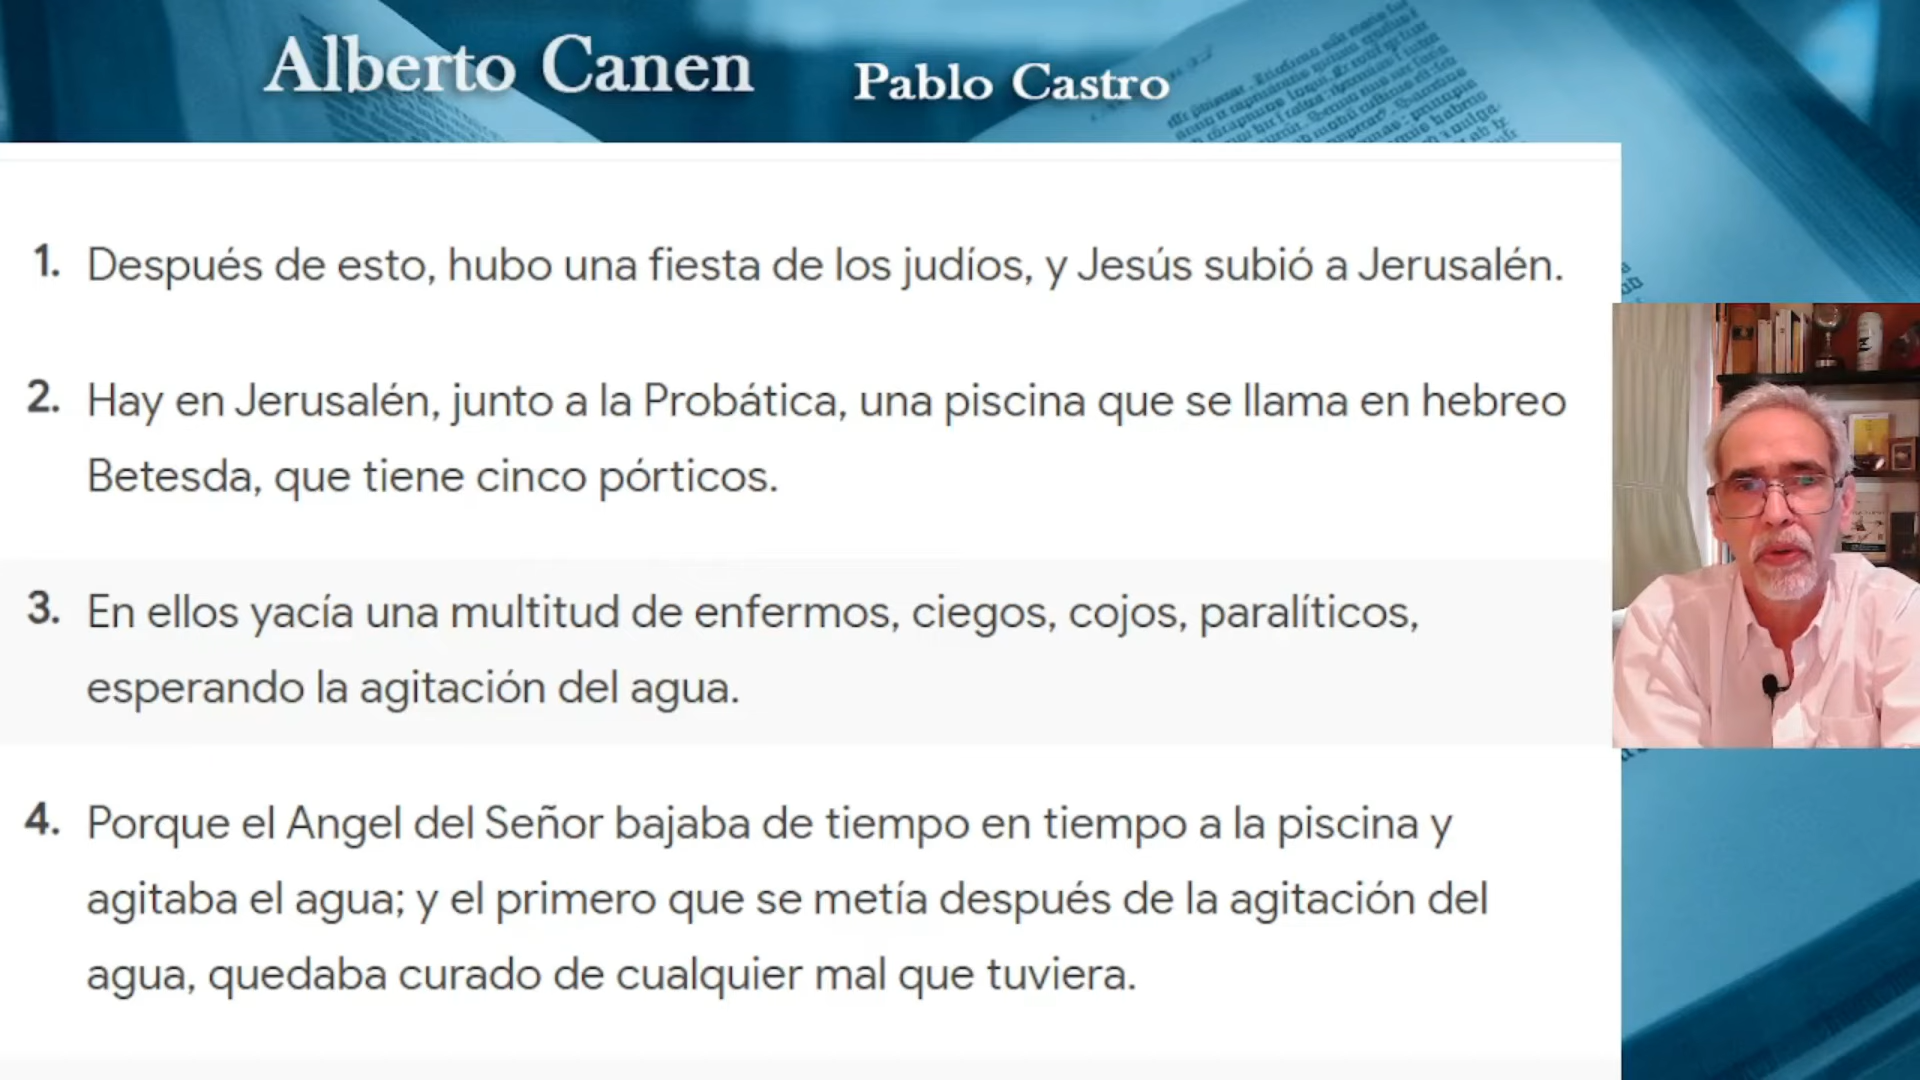 Alberto Canen
Pablo Castro
1. Después de esto, hubo una fiesta de los judíos, y Jesús subió a Jerusalén.
2. Hay en Jerusalén, junto a la Probática, una piscina que se llama en hebreo
Betesda, que tiene cinco pórticos.
3. En ellos yacía una multitud de enfermos, ciegos, cojos, paralíticos,
esperando la agitación del agua.
4. Porque el Angel del Señor bajaba de tiempo en tiempo a la piscina y
agitaba el agua; y el primero que se metía después de la agitación del
agua, quedaba curado de cualquier mal que tuviera.